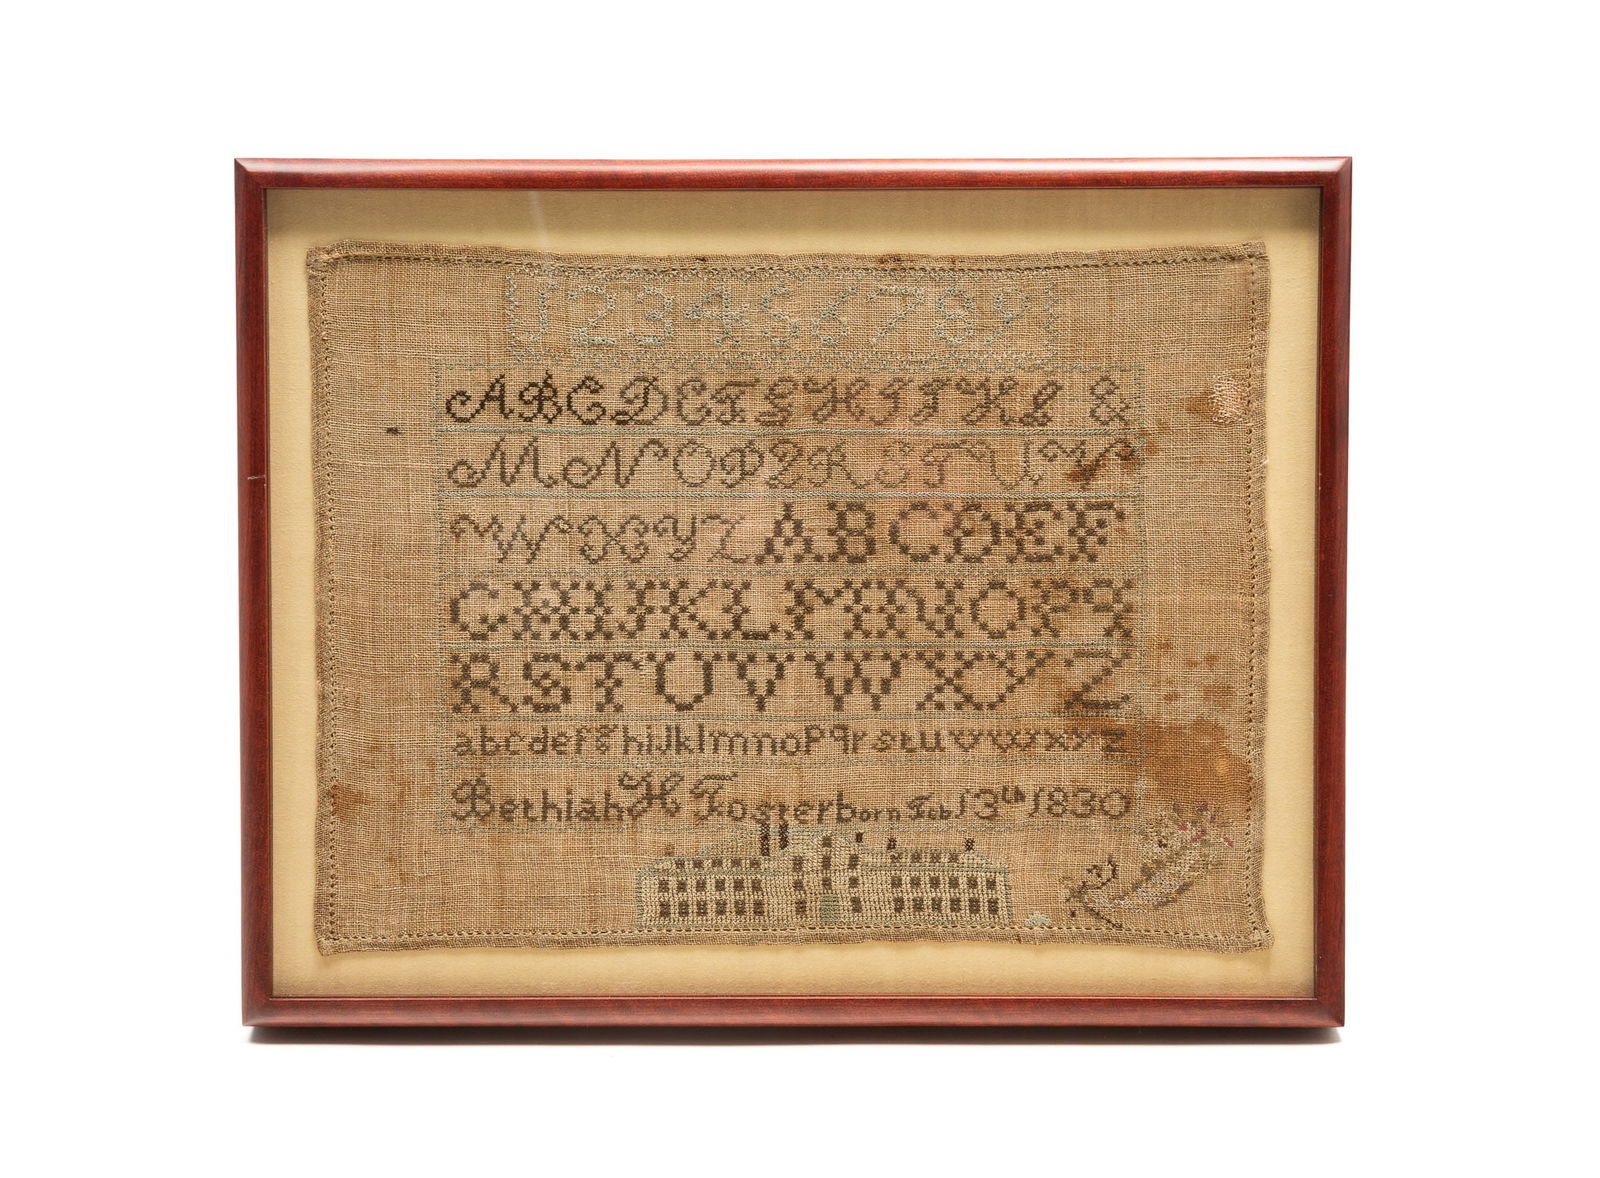 123456789
ABCDEFGHIJKL &
MNOPQRSTUV
WXYZABCDEF
GHIJKLMNOPQ
RSTUVWXYZ
abcdefghijklmnopqrstuvwxyz
Bethiah H Foster born Feb 13th 1830